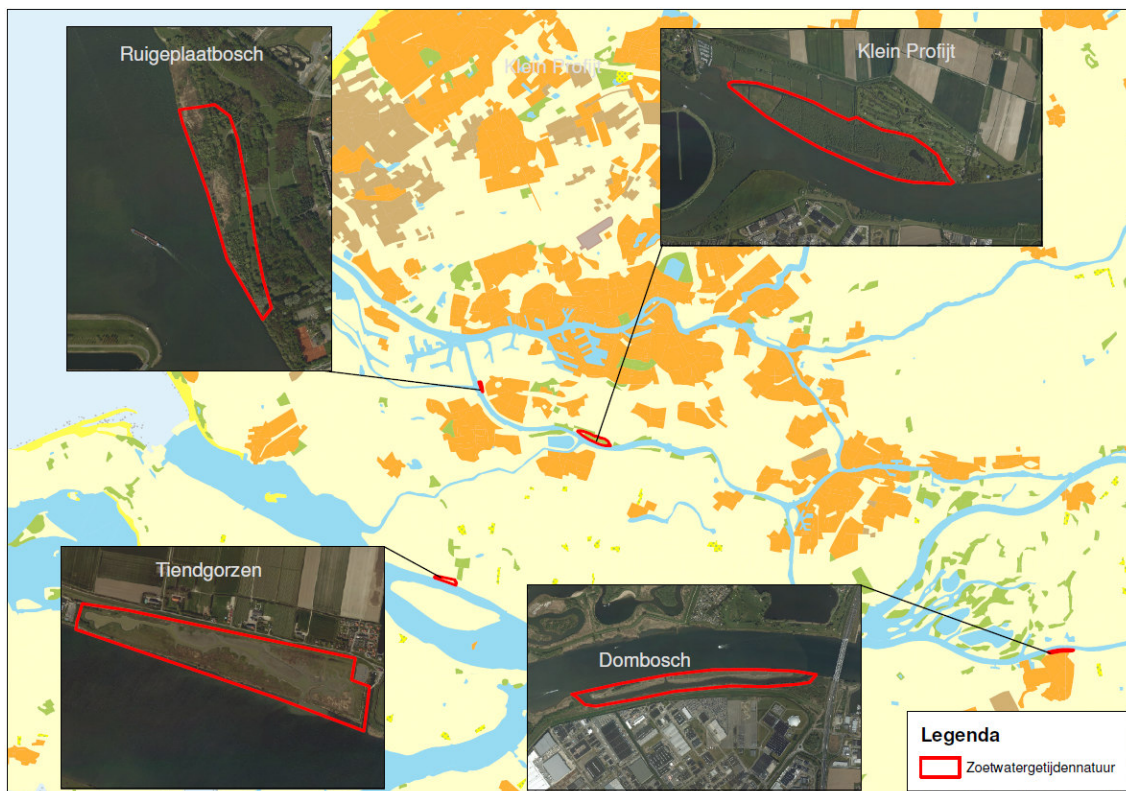 Ruigeplaatbosch
Klein Profijt
Klein Profijt
Tiendgorzen
Dombosch
Legenda
Zoetwatergetijdennatuur